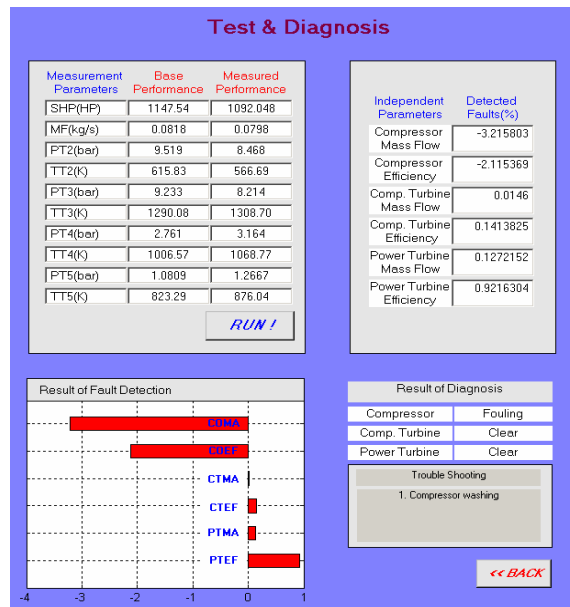 Test & Diagnosis
Measurement Parameters Base Performance Measured Performance
SHP(HP) 1147.54 1092.048
MF(kg/s) 0.0818 0.0798
PT2(bar) 9.519 8.468
TT2(K) 615.83 566.69
PT3(bar) 9.233 8.214
TT3(K) 1290.08 1308.70
PT4(bar) 2.761 3.164
TT4(K) 1006.57 1068.77
PT5(bar) 1.0809 1.2667
TT5(K) 823.29 876.04
RUN !
Independent Parameters Detected Faults(%)
Compressor Mass Flow -3.215803
Compressor Efficiency -2.115369
Comp. Turbine Mass Flow 0.0146
Comp. Turbine Efficiency 0.1413825
Power Turbine Mass Flow 0.1272152
Power Turbine Efficiency 0.9216304
Result of Fault Detection
COMA
COEF
CTMA
CTEF
PTMA
PTEF
-4 -3 -2 -1 0 1
Result of Diagnosis
Compressor Fouling
Comp. Turbine Clear
Power Turbine Clear
Trouble Shooting
1. Compressor washing
<< BACK